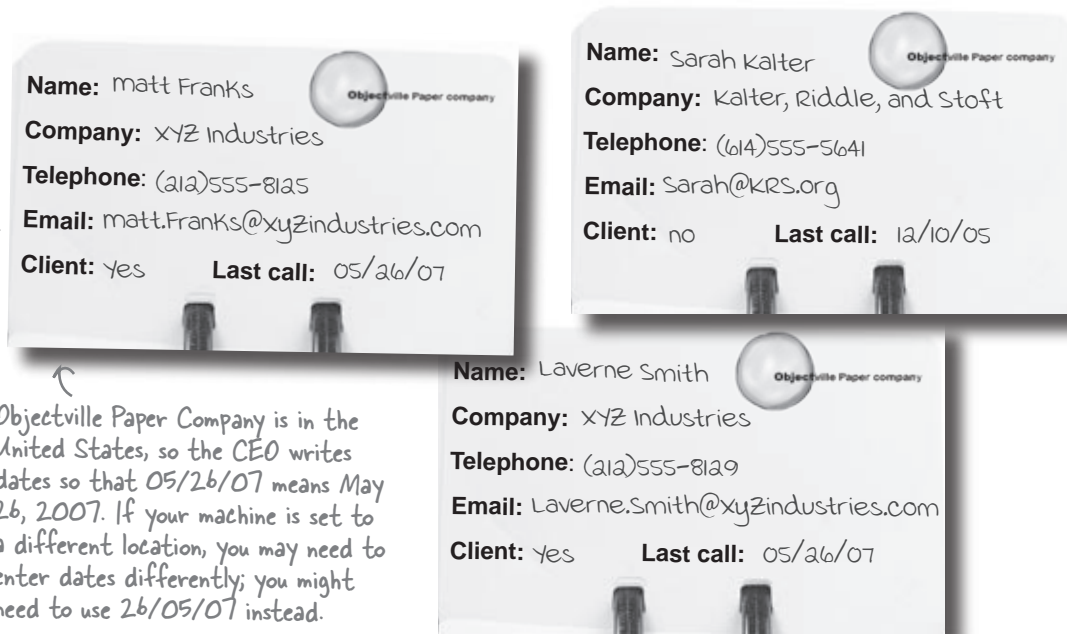 Name: Matt Franks
Objectville Paper company
Company: XYZ Industries
Telephone: (212)555-8125
Email: Matt.Franks@xyzindustries.com
Client: Yes Last call: 05/26/07
Name: Sarah Kalter
Objectville Paper company
Company: Kalter, Riddle, and Stoft
Telephone: (614)555-5641
Email: Sarah@KRS.org
Client: no Last call: 12/10/05
Name: Laverne Smith
Objectville Paper company
Company: XYZ Industries
Telephone: (212)555-8129
Email: Laverne.Smith@xyzindustries.com
Client: Yes Last call: 05/26/07
Objectville Paper Company is in the
United States, so the CEO writes
dates so that 05/26/07 means May
26, 2007. If your machine is set to
a different location, you may need to
enter dates differently; you might
need to use 26/05/07 instead.